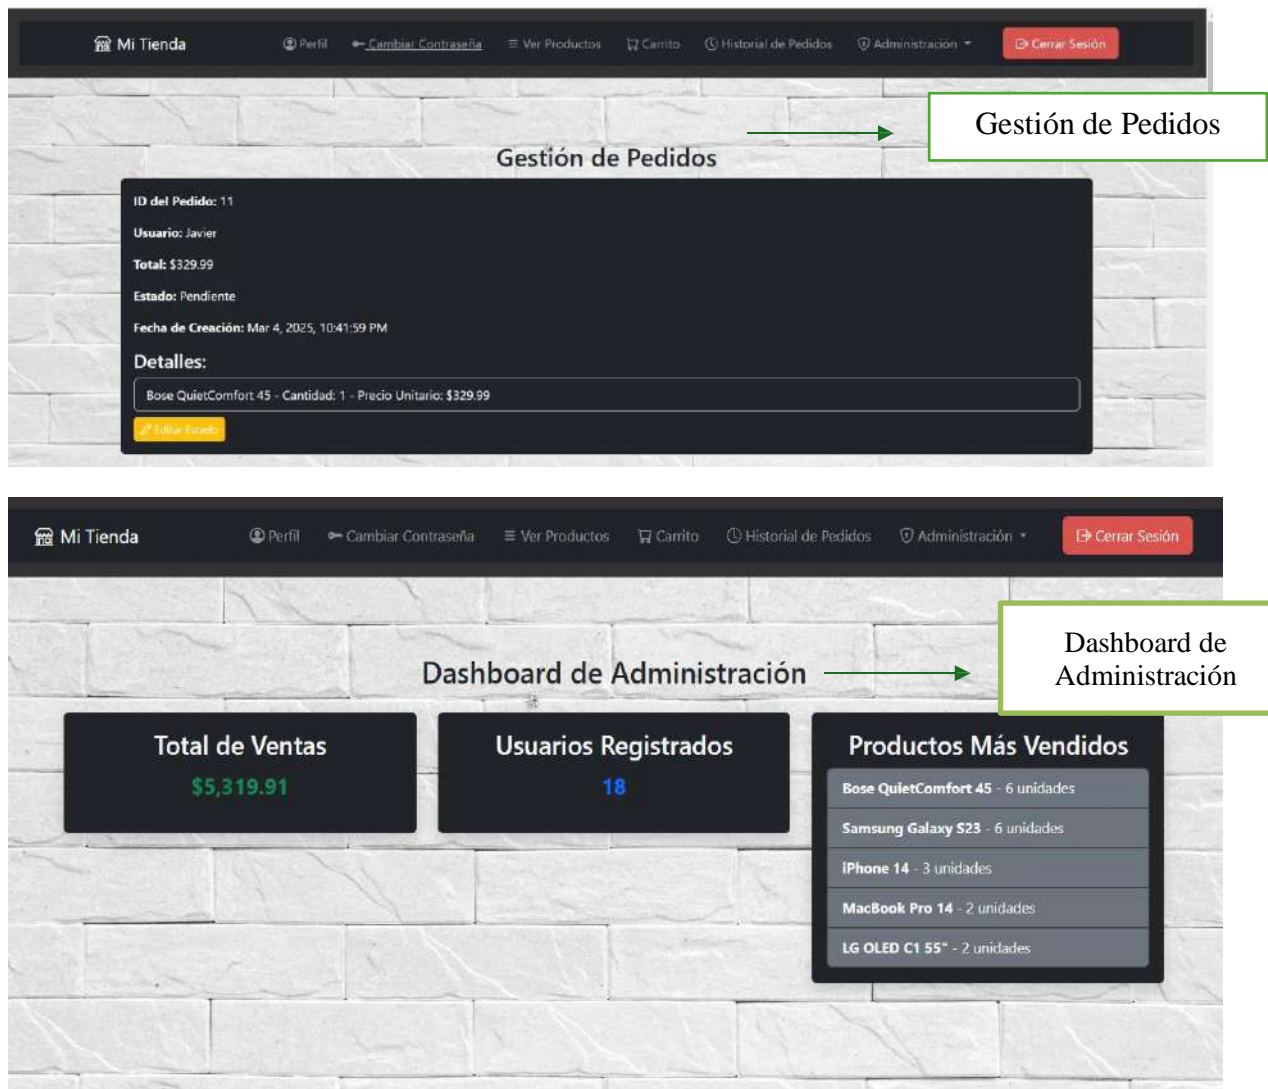 Mi Tienda Perfil Cambiar Contraseña Ver Productos Carrito Historial de Pedidos Administración Cerrar Sesión
Gestión de Pedidos
Gestión de Pedidos
ID del Pedido: 11
Usuario: Javier
Total: $329.99
Estado: Pendiente
Fecha de Creación: Mar 4, 2025, 10:41:59 PM
Detalles:
Bose QuietComfort 45 - Cantidad: 1 - Precio Unitario: $329.99
Editar Estado
Mi Tienda Perfil Cambiar Contraseña Ver Productos Carrito Historial de Pedidos Administración Cerrar Sesión
Dashboard de Administración
Dashboard de
Administración
Total de Ventas
$5,319.91
Usuarios Registrados
18
Productos Más Vendidos
Bose QuietComfort 45 - 6 unidades
Samsung Galaxy S23 - 6 unidades
iPhone 14 - 3 unidades
MacBook Pro 14 - 2 unidades
LG OLED C1 55" - 2 unidades